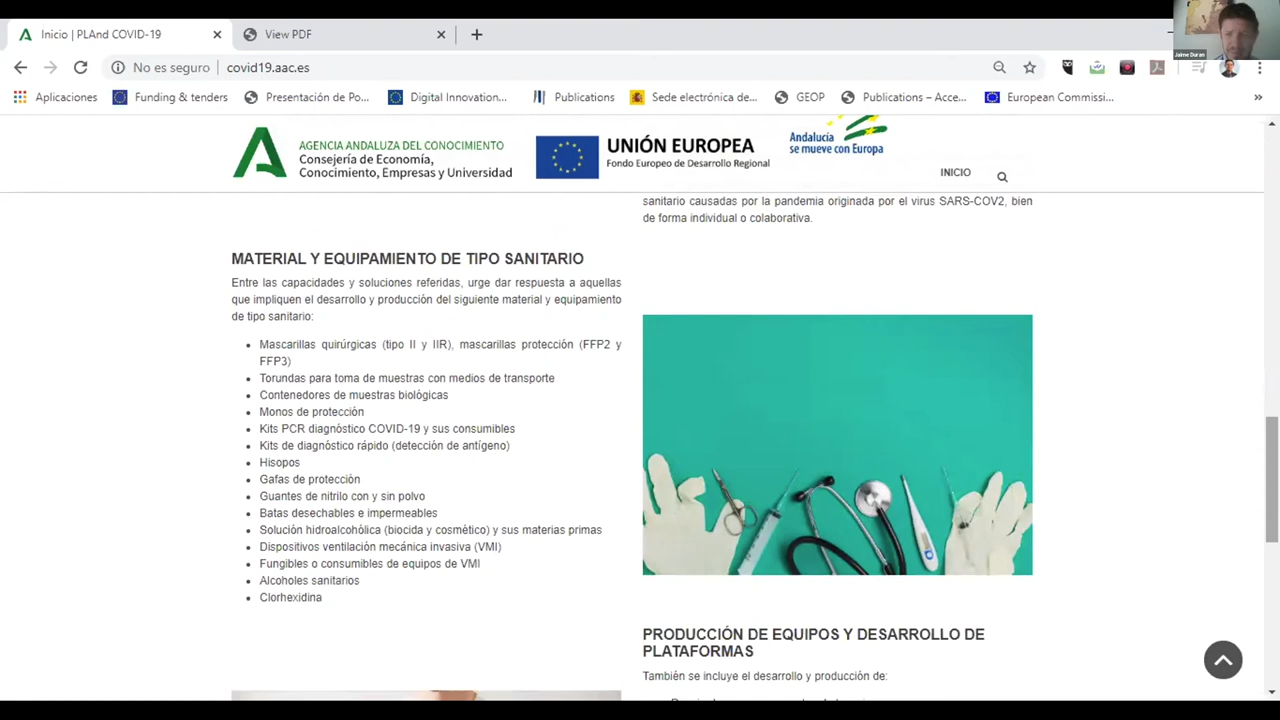 Inicio | PLAnd COVID-19
View PDF
No es seguro
covid19.aac.es
Aplicaciones
Funding & tenders
Presentación de Po...
Digital Innovation...
Publications
Sede electrónica de...
GEOP
Publications – Acce...
European Commissi...
»
Jaime Duran
AGENCIA ANDALUZA DEL CONOCIMIENTO
Consejería de Economía,
Conocimiento, Empresas y Universidad
UNIÓN EUROPEA
Fondo Europeo de Desarrollo Regional
Andalucía
se mueve con Europa
INICIO
sanitario causadas por la pandemia originada por el virus SARS-COV2, bien
de forma individual o colaborativa.
MATERIAL Y EQUIPAMIENTO DE TIPO SANITARIO
Entre las capacidades y soluciones referidas, urge dar respuesta a aquellas
que impliquen el desarrollo y producción del siguiente material y equipamiento
de tipo sanitario:
• Mascarillas quirúrgicas (tipo II y IIR), mascarillas protección (FFP2 y
FFP3)
• Torundas para toma de muestras con medios de transporte
• Contenedores de muestras biológicas
• Monos de protección
• Kits PCR diagnóstico COVID-19 y sus consumibles
• Kits de diagnóstico rápido (detección de antígeno)
• Hisopos
• Gafas de protección
• Guantes de nitrilo con y sin polvo
• Batas desechables e impermeables
• Solución hidroalcohólica (biocida y cosmético) y sus materias primas
• Dispositivos ventilación mecánica invasiva (VMI)
• Fungibles o consumibles de equipos de VMI
• Alcoholes sanitarios
• Clorhexidina
PRODUCCIÓN DE EQUIPOS Y DESARROLLO DE
PLATAFORMAS
También se incluye el desarrollo y producción de: